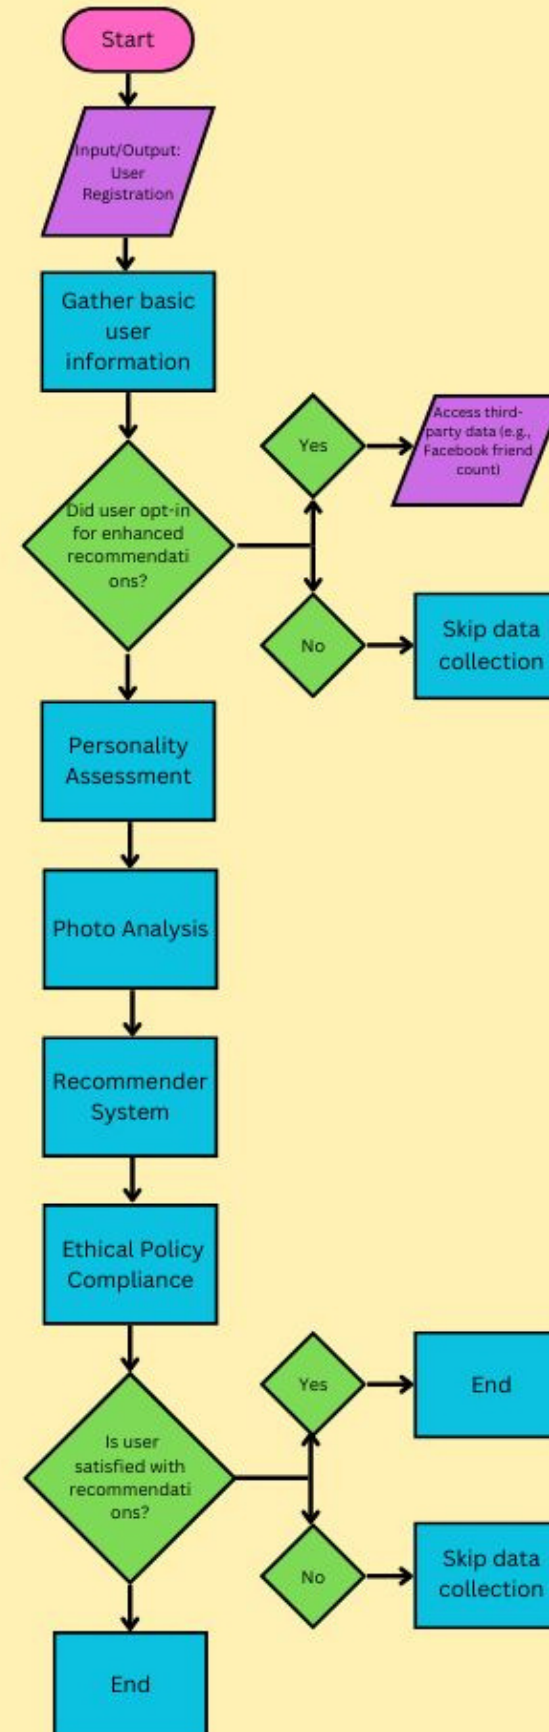 Start
Input/Output:
User
Registration
Gather basic
user
information
Yes
Access third-
party data (e.g.,
Facebook friend
count)
Did user opt-in
for enhanced
recommendati
ons?
No
Skip data
collection
Personality
Assessment
Photo Analysis
Recommender
System
Ethical Policy
Compliance
Yes
End
Is user
satisfied with
recommendati
ons?
No
Skip data
collection
End